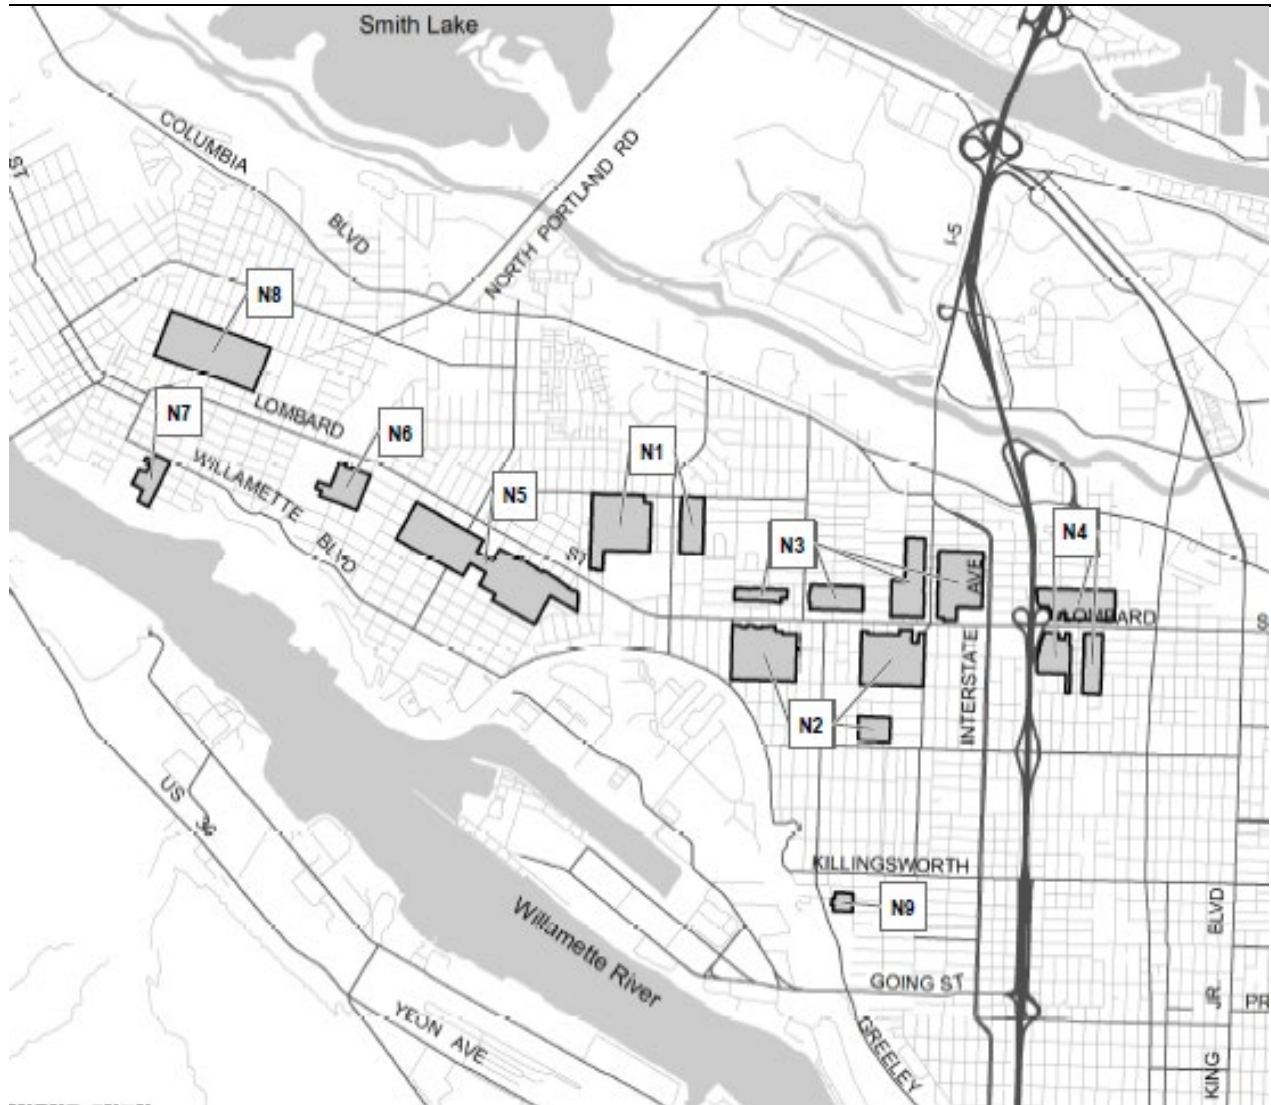 Smith Lake
COLUMBIA
BLVD
NORTH PORTLAND RD
ST
I-5
N8
N7
LOMBARD
N6
N1
WILLAMETTE
BLVD
N5
ST
N3
N4
AVE
LOMBARD
S
INTERSTATE
N2
US
KILLINGSWORTH
N9
BLVD
Willamette River
GOING ST
JR.
PR
YEON AVE
GREELEY
KING